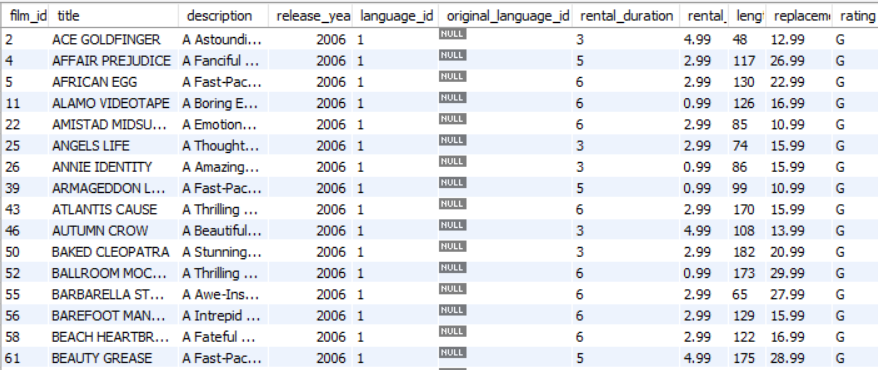 film_id title description release_yea language_id original_language_id rental_duration rental_ lengt replacemen rating
2 ACE GOLDFINGER A Astoundi... 2006 1 NULL 3 4.99 48 12.99 G
4 AFFAIR PREJUDICE A Fanciful ... 2006 1 NULL 5 2.99 117 26.99 G
5 AFRICAN EGG A Fast-Pac... 2006 1 NULL 6 2.99 130 22.99 G
11 ALAMO VIDEOTAPE A Boring E... 2006 1 NULL 6 0.99 126 16.99 G
22 AMISTAD MIDSU... A Emotion... 2006 1 NULL 6 2.99 85 10.99 G
25 ANGELS LIFE A Thought... 2006 1 NULL 3 2.99 74 15.99 G
26 ANNIE IDENTITY A Amazing... 2006 1 NULL 3 0.99 86 15.99 G
39 ARMAGEDDON L... A Fast-Pac... 2006 1 NULL 5 0.99 99 10.99 G
43 ATLANTIS CAUSE A Thrilling ... 2006 1 NULL 6 2.99 170 15.99 G
46 AUTUMN CROW A Beautiful... 2006 1 NULL 3 4.99 108 13.99 G
50 BAKED CLEOPATRA A Stunning... 2006 1 NULL 3 2.99 182 20.99 G
52 BALLROOM MOC... A Thrilling ... 2006 1 NULL 6 0.99 173 29.99 G
55 BARBARELLA ST... A Awe-Ins... 2006 1 NULL 6 2.99 65 27.99 G
56 BAREFOOT MAN... A Intrepid ... 2006 1 NULL 6 2.99 129 15.99 G
58 BEACH HEARTBR... A Fateful ... 2006 1 NULL 6 2.99 122 16.99 G
61 BEAUTY GREASE A Fast-Pac... 2006 1 NULL 5 4.99 175 28.99 G